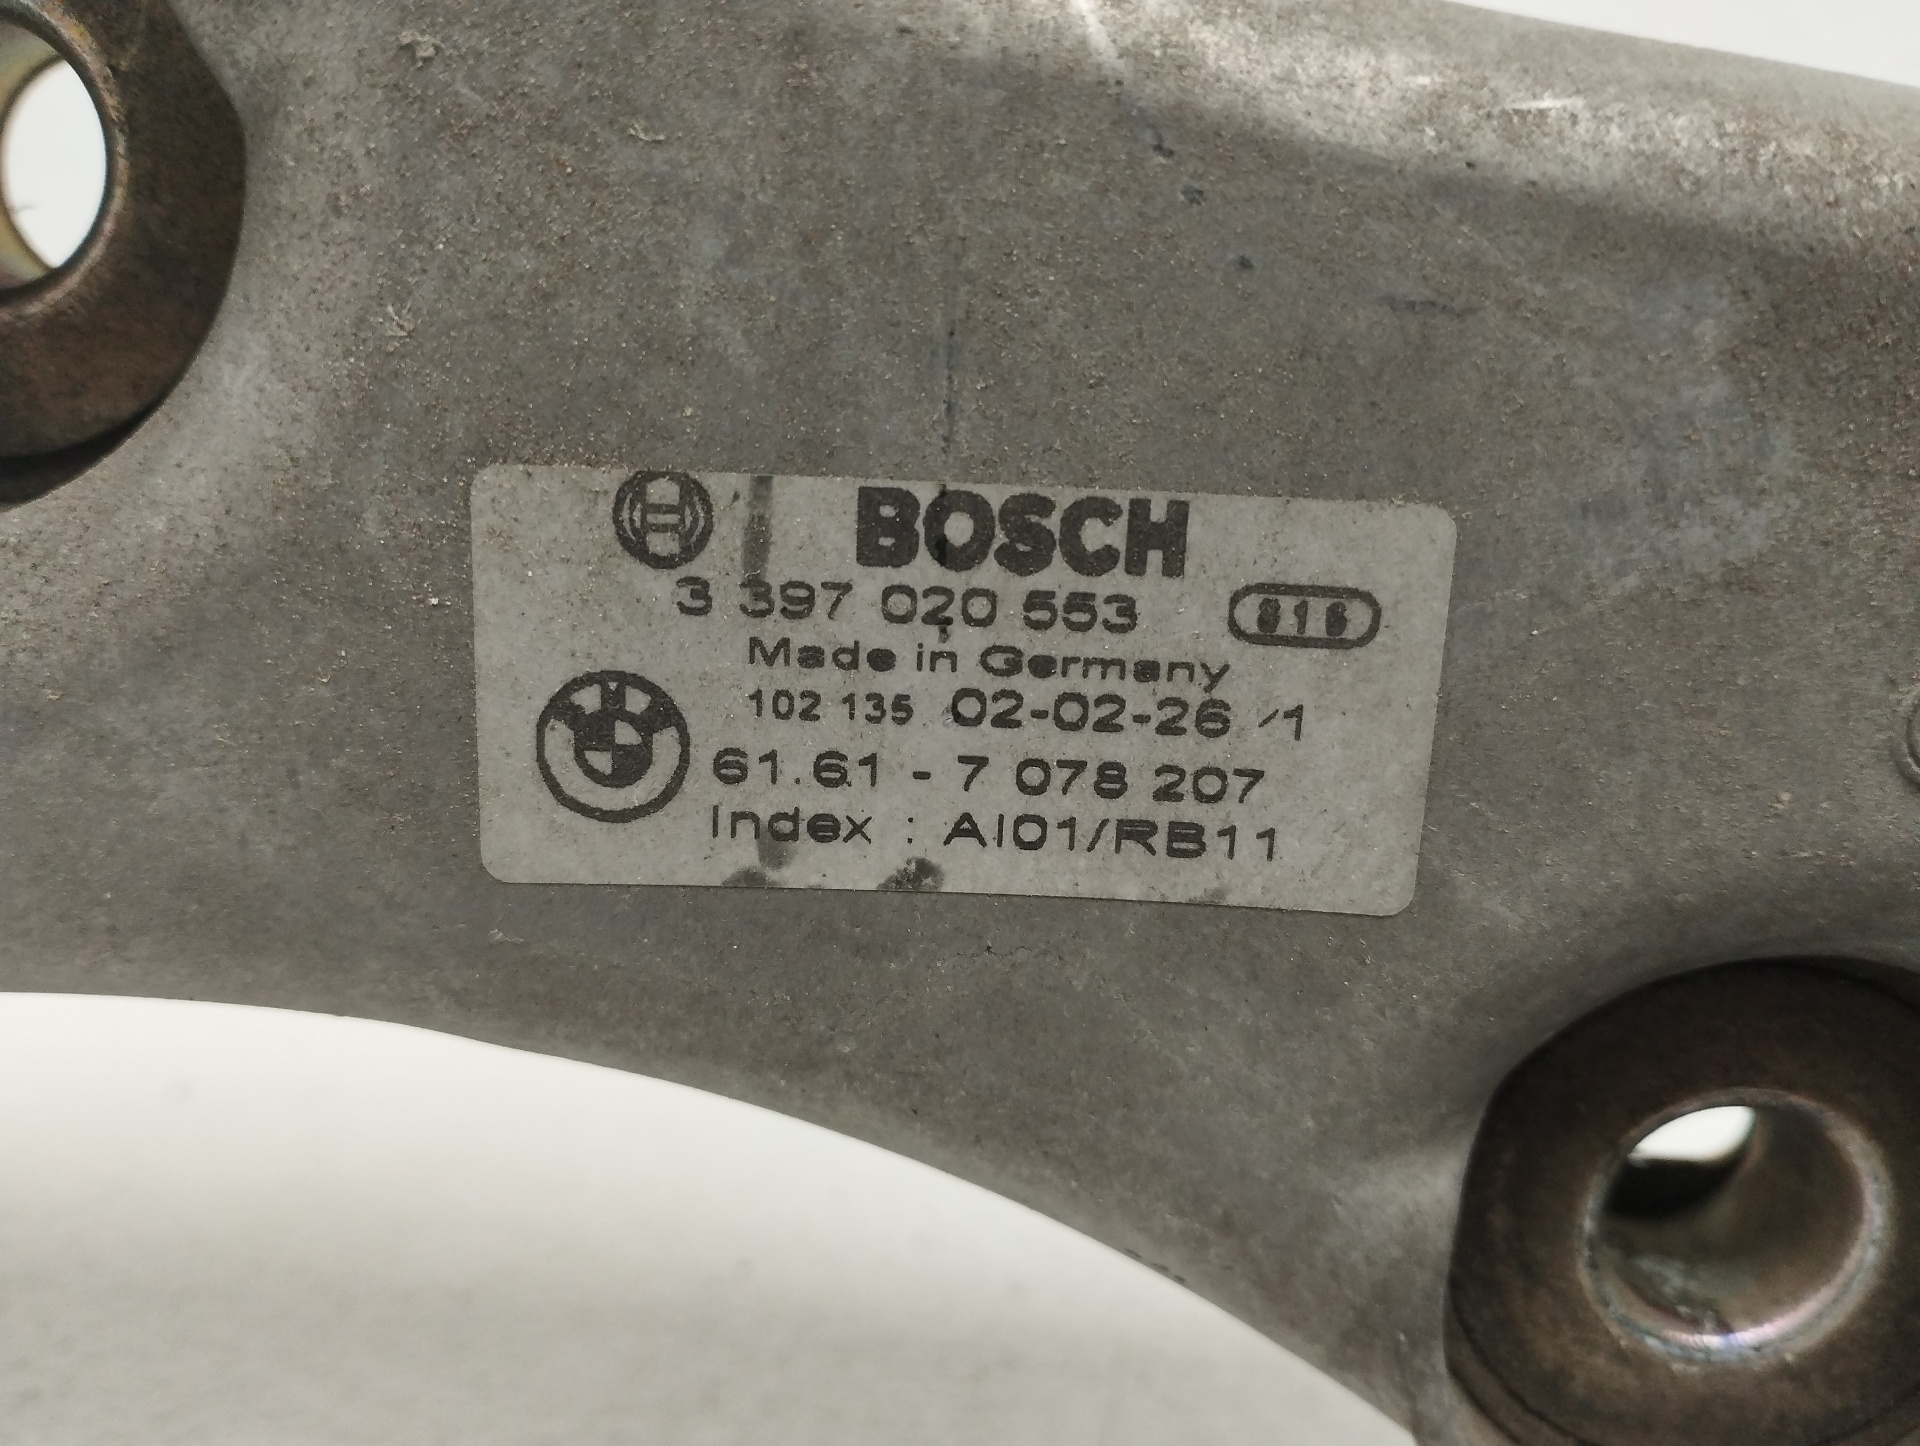 BOSCH
3 397 020 553 816
Made in Germany
102 135 02-02-26 /1
61.61 - 7 078 207
Index : AI01/RB11